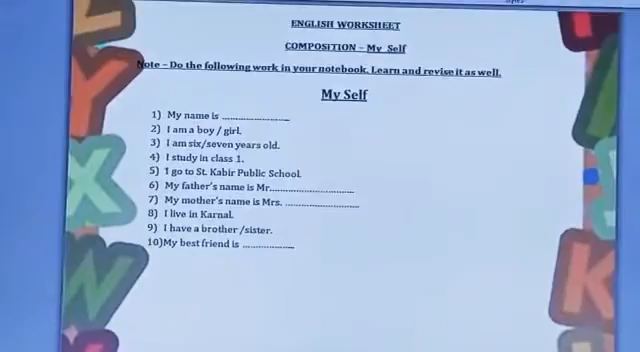 ENGLISH WORKSHEET
COMPOSITION – My Self
Note – Do the following work in your notebook. Learn and revise it as well.
My Self
1) My name is ........................
2) I am a boy / girl.
3) I am six/seven years old.
4) I study in class 1.
5) I go to St. Kabir Public School.
6) My father's name is Mr..............................
7) My mother's name is Mrs. ..........................
8) I live in Karnal.
9) I have a brother /sister.
10)My best friend is ..................